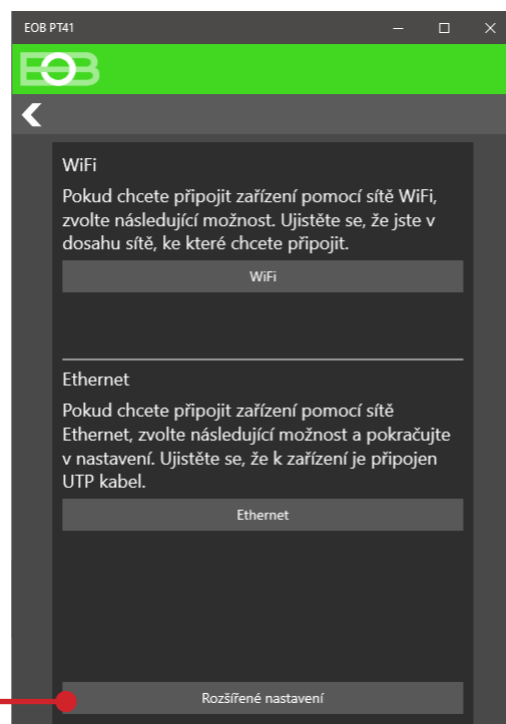 EOB PT41
EOB
WiFi
Pokud chcete připojit zařízení pomocí sítě WiFi,
zvolte následující možnost. Ujistěte se, že jste v
dosahu sítě, ke které chcete připojit.
WiFi
Ethernet
Pokud chcete připojit zařízení pomocí sítě
Ethernet, zvolte následující možnost a pokračujte
v nastavení. Ujistěte se, že k zařízení je připojen
UTP kabel.
Ethernet
Rozšířené nastavení